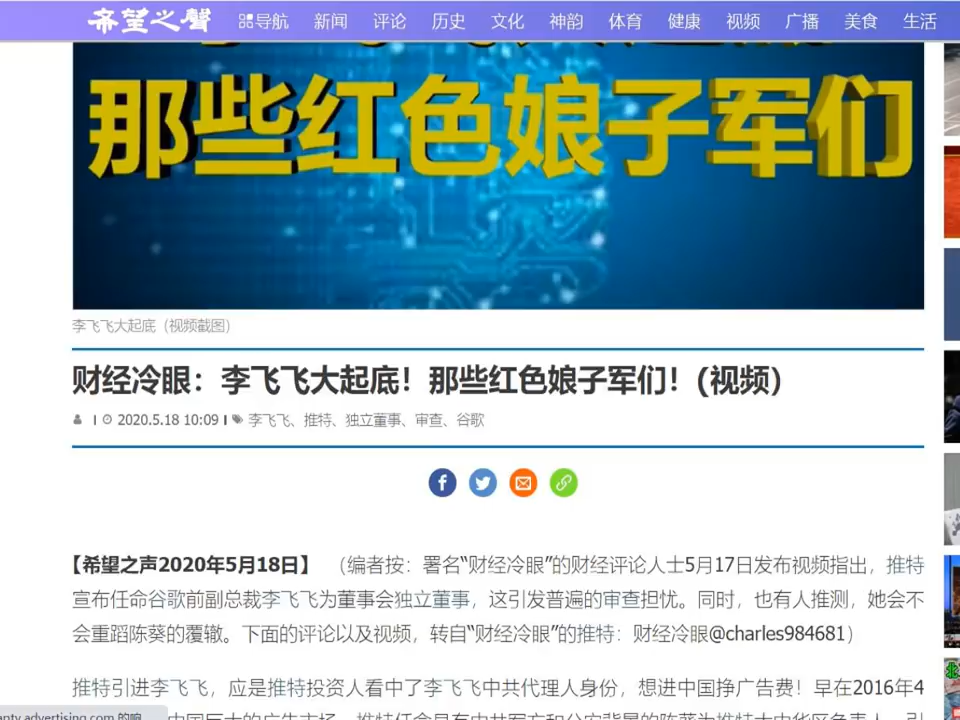 希望之聲 导航 新闻 评论 历史 文化 神韵 体育 健康 视频 广播 美食 生活
那些红色娘子军们
李飞飞大起底（视频截图）
财经冷眼：李飞飞大起底！那些红色娘子军们！(视频)
2020.5.18 10:09 李飞飞、推特、独立董事、审查、谷歌
【希望之声2020年5月18日】 （编者按：署名“财经冷眼”的财经评论人士5月17日发布视频指出，推特
宣布任命谷歌前副总裁李飞飞为董事会独立董事，这引发普遍的审查担忧。同时，也有人推测，她会不
会重蹈陈葵的覆辙。下面的评论以及视频，转自“财经冷眼”的推特：财经冷眼@charles984681）
推特引进李飞飞，应是推特投资人看中了李飞飞中共代理人身份，想进中国挣广告费！早在2016年4